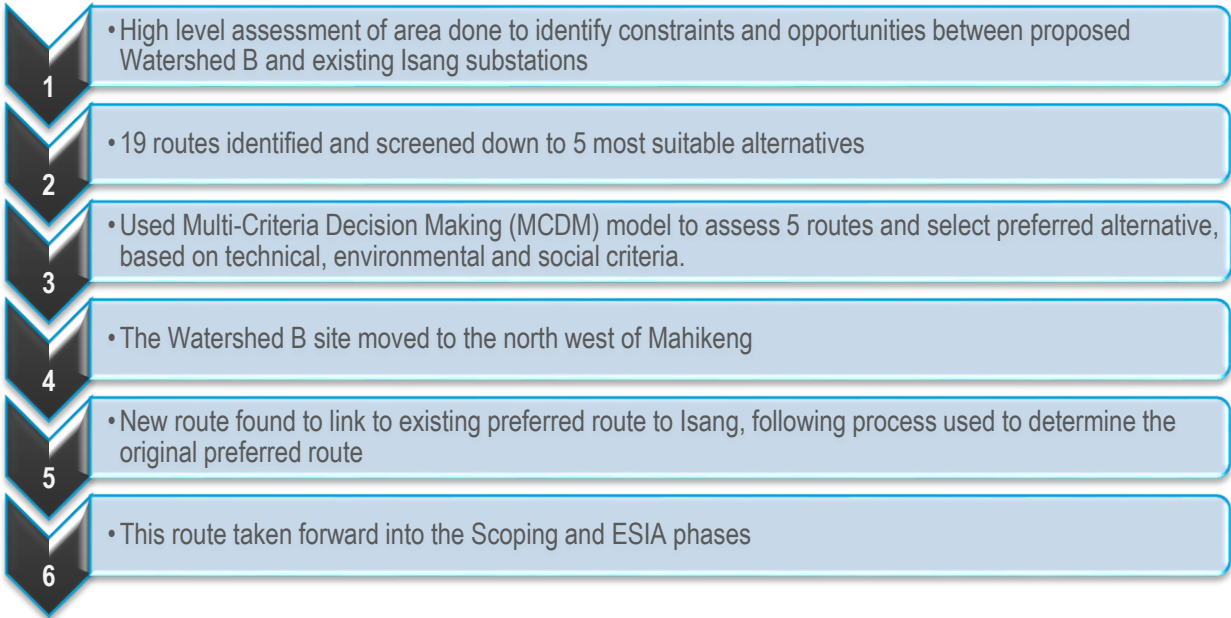 • High level assessment of area done to identify constraints and opportunities between proposed
Watershed B and existing Isang substations
1
• 19 routes identified and screened down to 5 most suitable alternatives
2
• Used Multi-Criteria Decision Making (MCDM) model to assess 5 routes and select preferred alternative,
based on technical, environmental and social criteria.
3
• The Watershed B site moved to the north west of Mahikeng
4
• New route found to link to existing preferred route to Isang, following process used to determine the
original preferred route
5
• This route taken forward into the Scoping and ESIA phases
6